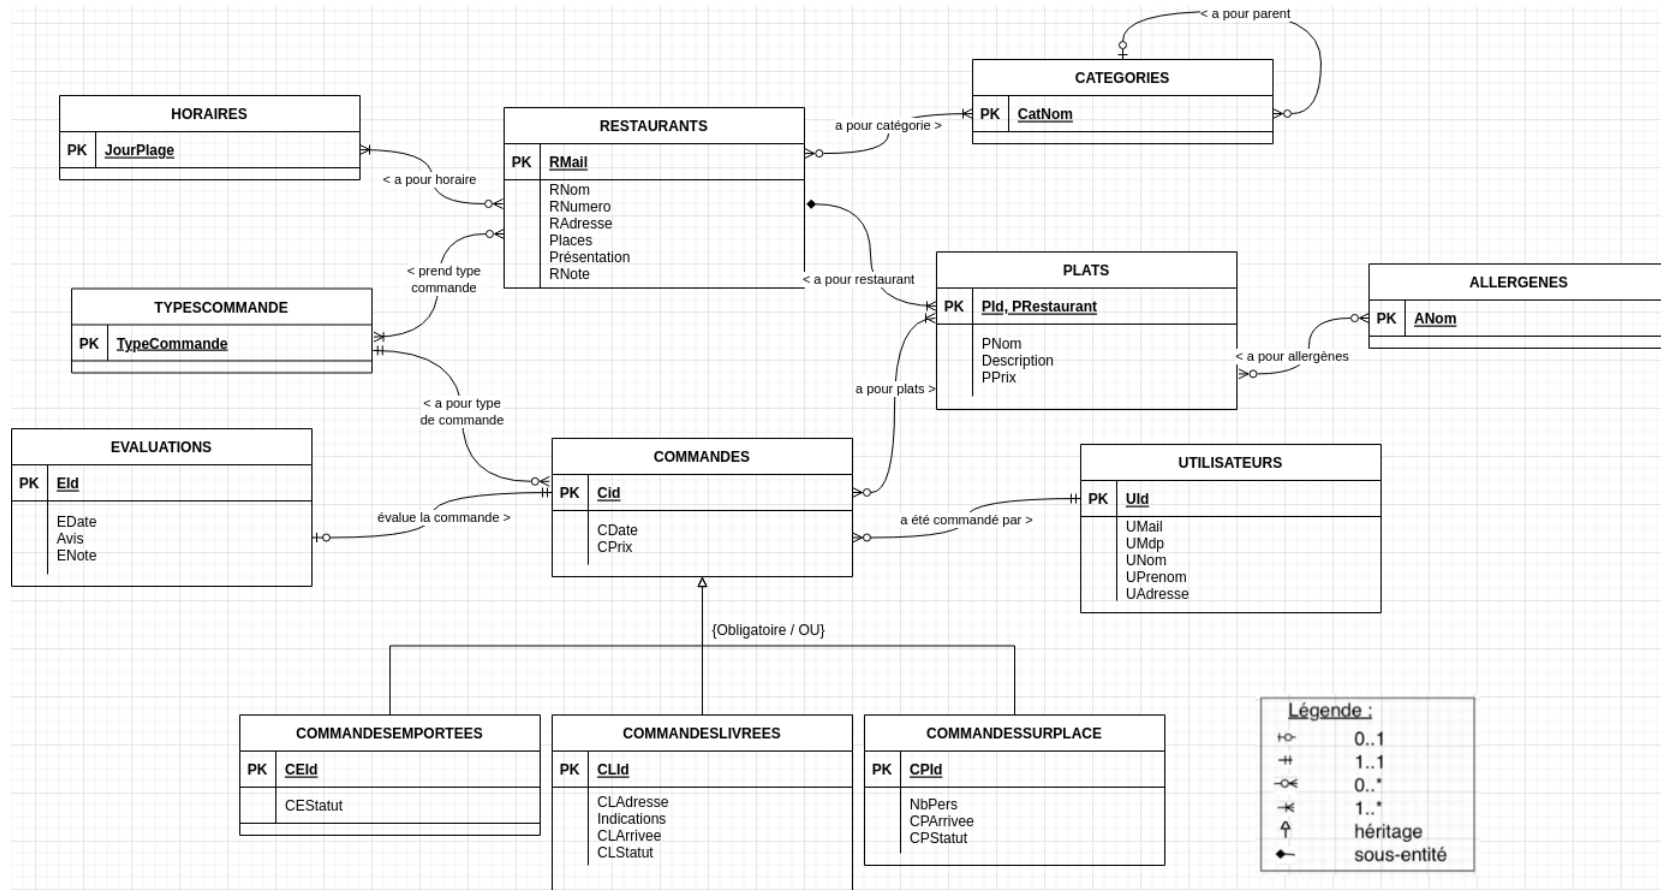 < a pour parent
CATEGORIES
PK CatNom
HORAIRES
PK JourPlage
< a pour horaire
RESTAURANTS
PK RMail
RNom
RNumero
RAdresse
Places
Présentation
RNote
a pour catégorie >
< prend type
commande
< a pour restaurant
PLATS
PK PId, PRestaurant
PNom
Description
PPrix
ALLERGENES
PK ANom
< a pour allergènes
TYPESCOMMANDE
PK TypeCommande
a pour plats >
< a pour type
de commande
EVALUATIONS
PK EId
EDate
Avis
ENote
évalue la commande >
COMMANDES
PK Cid
CDate
CPrix
a été commandé par >
UTILISATEURS
PK UId
UMail
UMdp
UNom
UPrenom
UAdresse
{Obligatoire / OU}
COMMANDESEMPORTEES
PK CEId
CEStatut
COMMANDESLIVREES
PK CLId
CLAdresse
Indications
CLArrivee
CLStatut
COMMANDESSURPLACE
PK CPId
NbPers
CPArrivee
CPStatut
Légende :
0..1
1..1
0..*
1..*
héritage
sous-entité